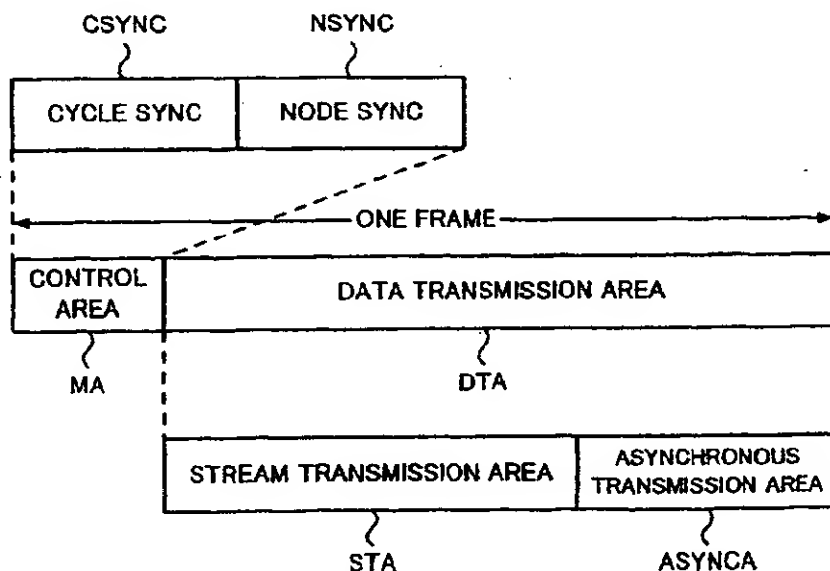 CSYNC NSYNC
CYCLE SYNC NODE SYNC
ONE FRAME
CONTROL
AREA
DATA TRANSMISSION AREA
MA DTA
STREAM TRANSMISSION AREA
ASYNCHRONOUS
TRANSMISSION AREA
STA ASYNCA